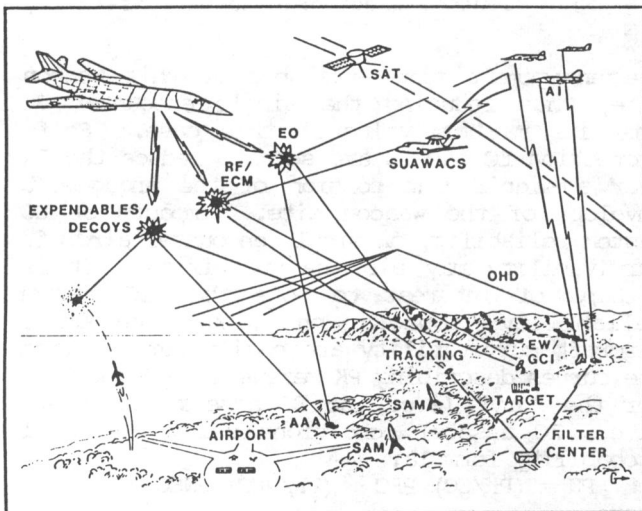 SAT
AI
EO
SUAWACS
RF/
ECM
EXPENDABLES/
DECOYS
OHD
EW/
GCI
TRACKING
TARGET
SAM
AAA
AIRPORT
SAM
FILTER
CENTER